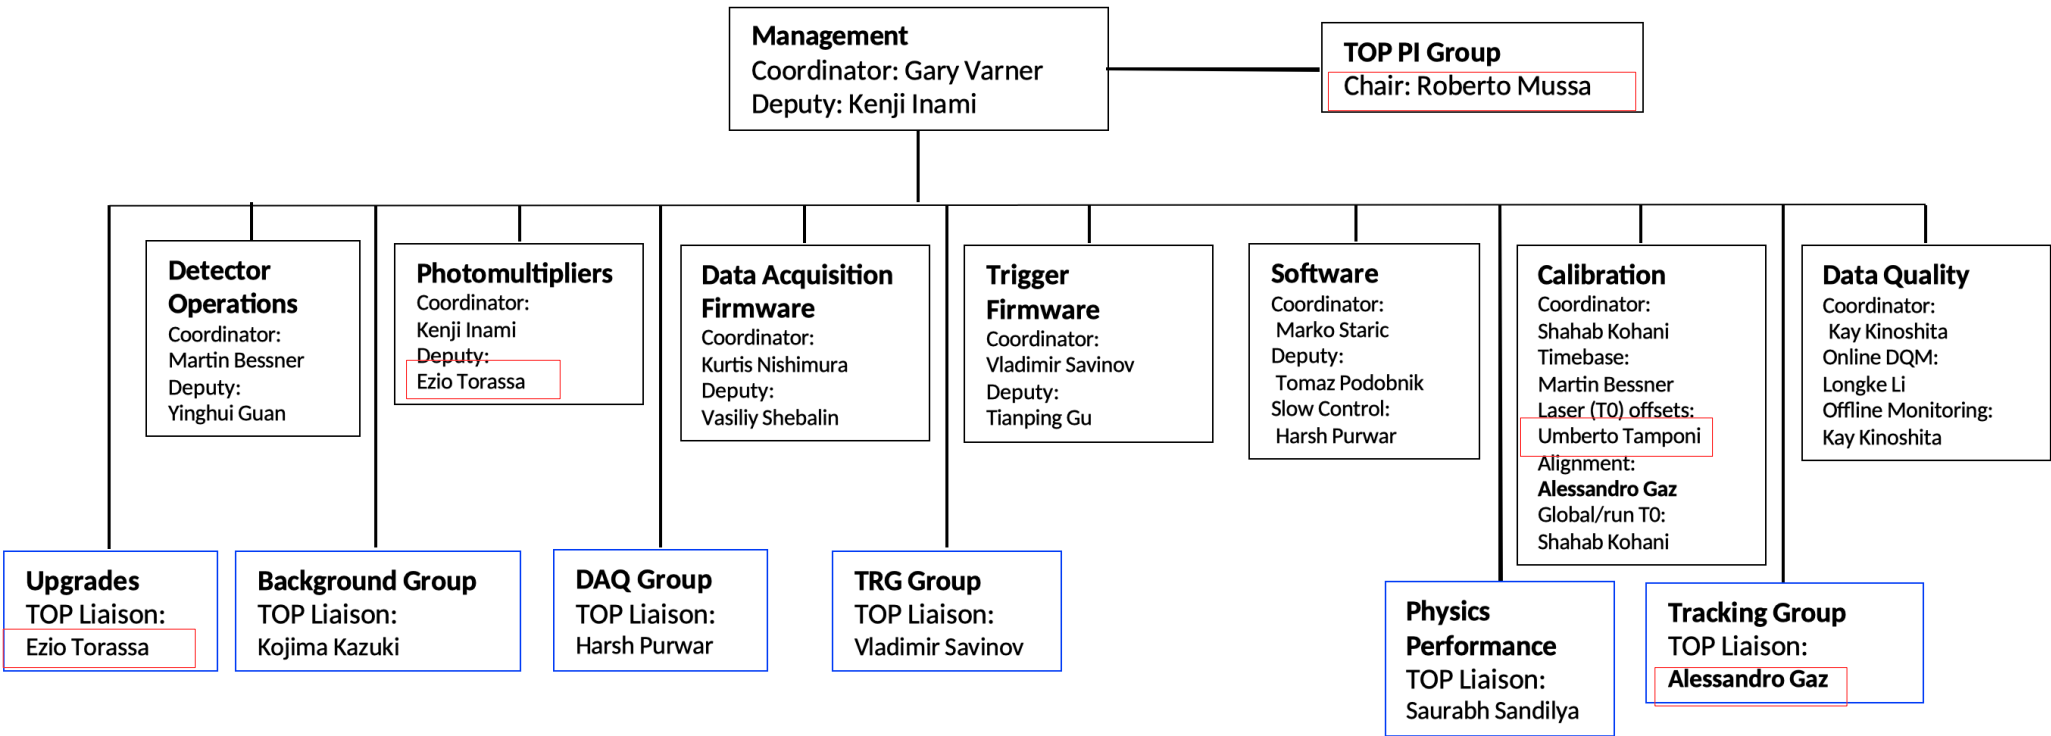 Management
Coordinator: Gary Varner
Deputy: Kenji Inami
TOP PI Group
Chair: Roberto Mussa
Detector
Operations
Coordinator:
Martin Bessner
Deputy:
Yinghui Guan
Photomultipliers
Coordinator:
Kenji Inami
Deputy:
Ezio Torassa
Data Acquisition
Firmware
Coordinator:
Kurtis Nishimura
Deputy:
Vasiliy Shebalin
Trigger
Firmware
Coordinator:
Vladimir Savinov
Deputy:
Tianping Gu
Software
Coordinator:
Marko Staric
Deputy:
Tomaz Podobnik
Slow Control:
Harsh Purwar
Calibration
Coordinator:
Shahab Kohani
Timebase:
Martin Bessner
Laser (T0) offsets:
Umberto Tamponi
Alignment:
Alessandro Gaz
Global/run T0:
Shahab Kohani
Data Quality
Coordinator:
Kay Kinoshita
Online DQM:
Longke Li
Offline Monitoring:
Kay Kinoshita
Upgrades
TOP Liaison:
Ezio Torassa
Background Group
TOP Liaison:
Kojima Kazuki
DAQ Group
TOP Liaison:
Harsh Purwar
TRG Group
TOP Liaison:
Vladimir Savinov
Physics
Performance
TOP Liaison:
Saurabh Sandilya
Tracking Group
TOP Liaison:
Alessandro Gaz